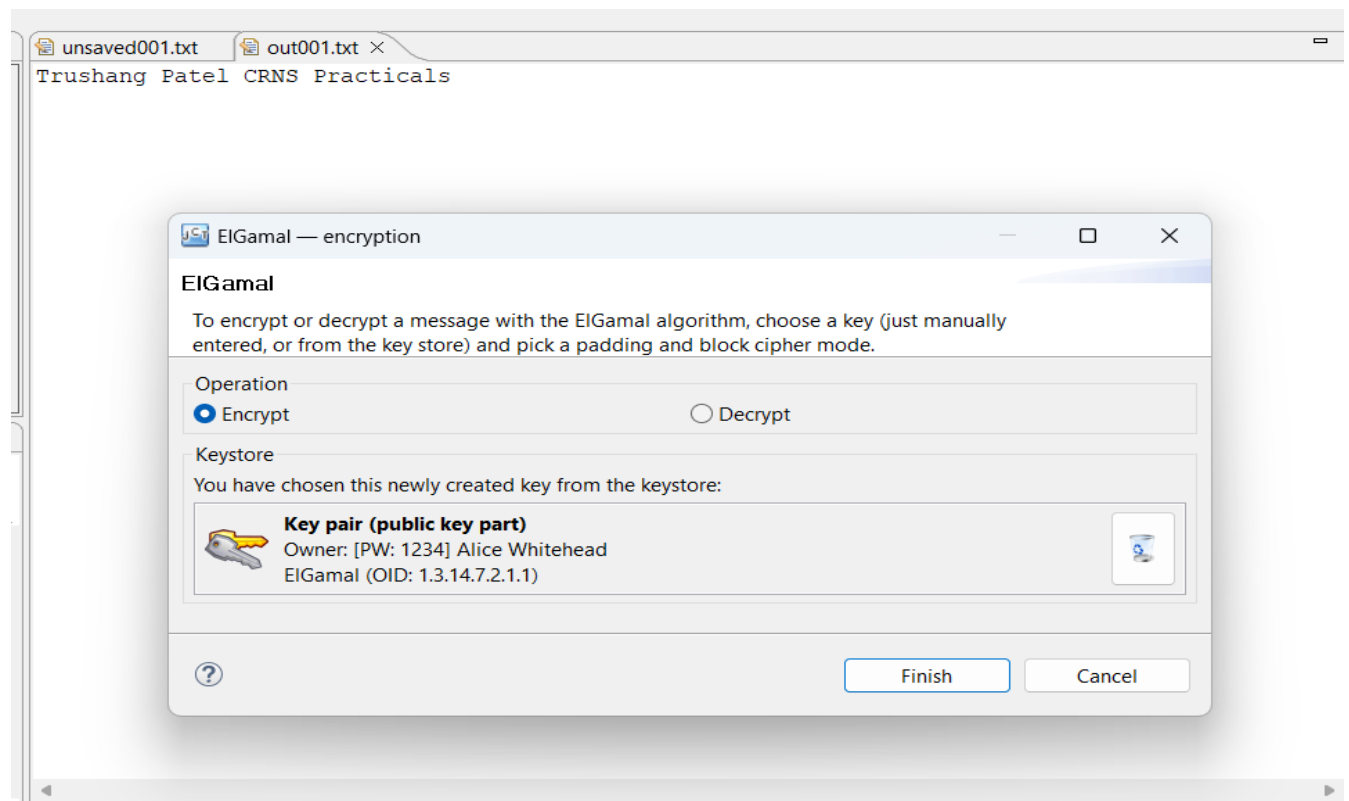 unsaved001.txt out001.txt
Trushang Patel CRNS Practicals
JCT ElGamal — encryption
ElGamal
To encrypt or decrypt a message with the ElGamal algorithm, choose a key (just manually
entered, or from the key store) and pick a padding and block cipher mode.
Operation
Encrypt Decrypt
Keystore
You have chosen this newly created key from the keystore:
Key pair (public key part)
Owner: [PW: 1234] Alice Whitehead
ElGamal (OID: 1.3.14.7.2.1.1)
Finish Cancel